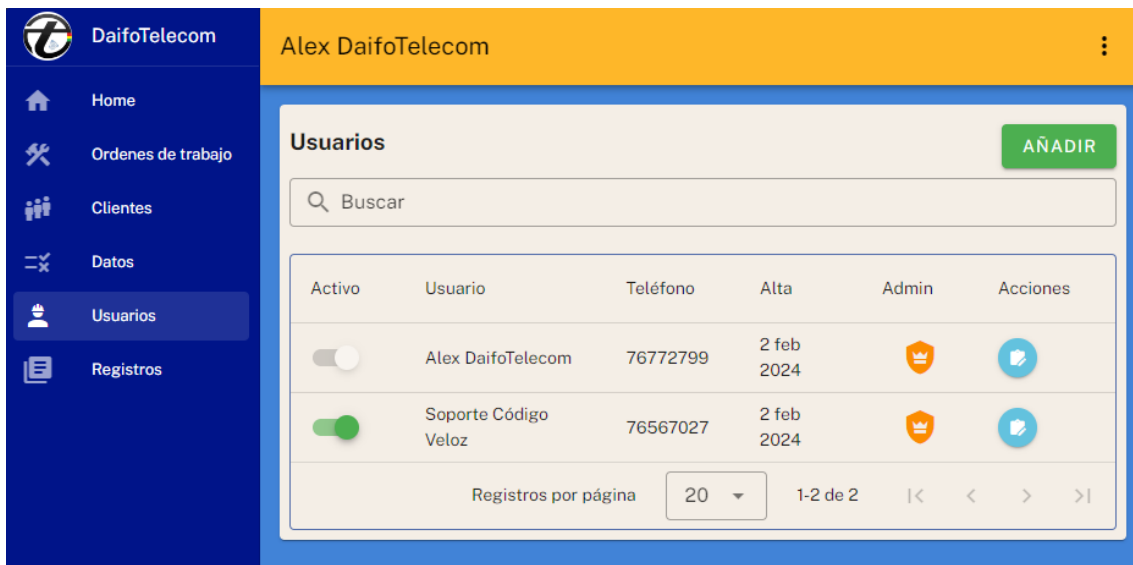 DaifoTelecom
Home
Ordenes de trabajo
Clientes
Datos
Usuarios
Registros
Alex DaifoTelecom
Usuarios
AÑADIR
Buscar
Activo Usuario Teléfono Alta Admin Acciones
Alex DaifoTelecom 76772799 2 feb
2024
Soporte Código
Veloz 76567027 2 feb
2024
Registros por página 20 1-2 de 2